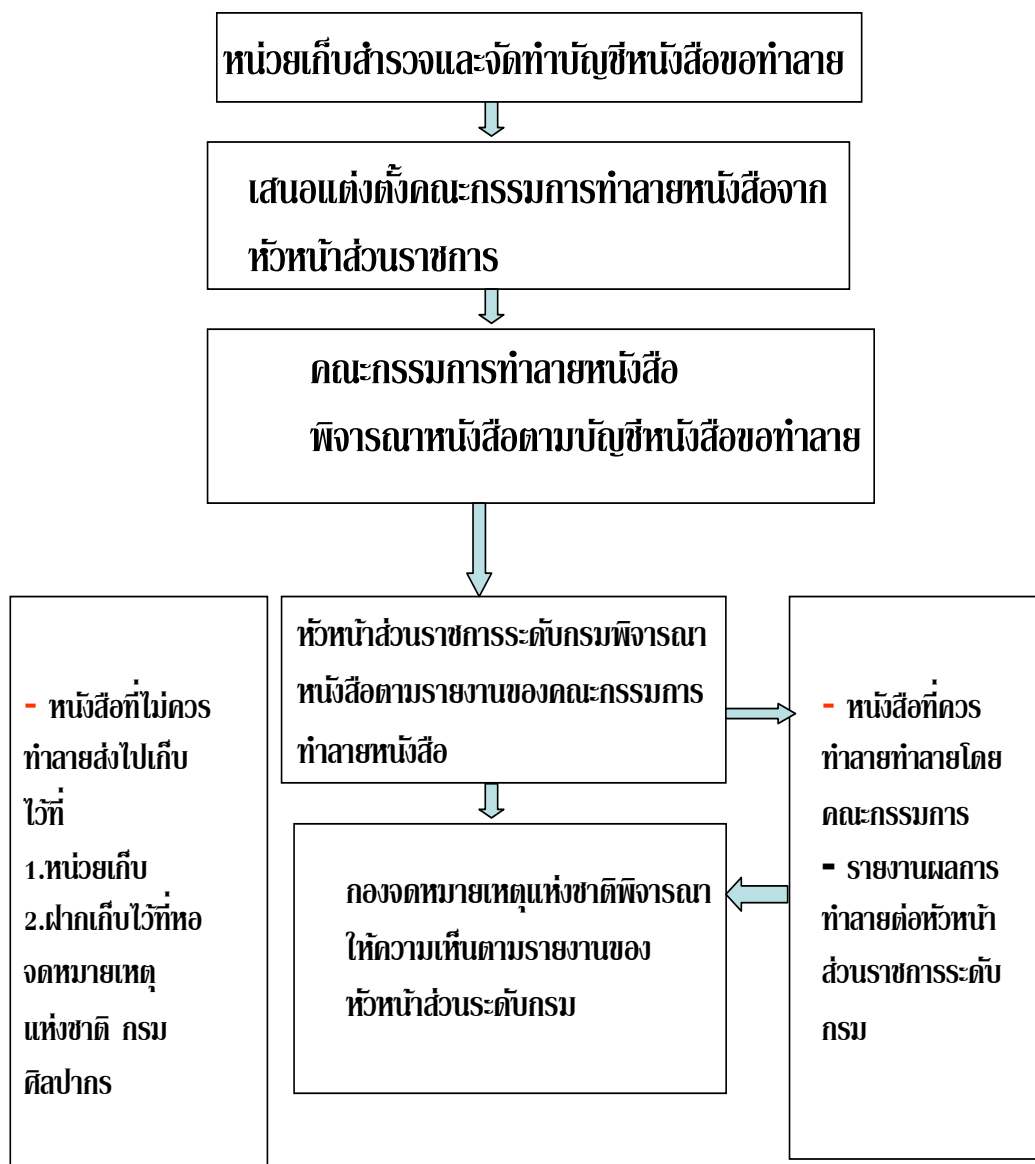 หน่วยเก็บสำรวจและจัดทำบัญชีหนังสือขอทำลาย
เสนอแต่งตั้งคณะกรรมการทำลายหนังสือจาก
หัวหน้าส่วนราชการ
คณะกรรมการทำลายหนังสือ
พิจารณาหนังสือตามบัญชีหนังสือขอทำลาย
หัวหน้าส่วนราชการระดับกรมพิจารณา
หนังสือตามรายงานของคณะกรรมการ
ทำลายหนังสือ
- หนังสือที่ไม่ควร
ทำลายส่งไปเก็บ
ไว้ที่
1.หน่วยเก็บ
2.ฝากเก็บไว้ที่หอ
จดหมายเหตุ
แห่งชาติ กรม
ศิลปากร
กองจดหมายเหตุแห่งชาติพิจารณา
ให้ความเห็นตามรายงานของ
หัวหน้าส่วนระดับกรม
- หนังสือที่ควร
ทำลายทำลายโดย
คณะกรรมการ
- รายงานผลการ
ทำลายต่อหัวหน้า
ส่วนราชการระดับ
กรม